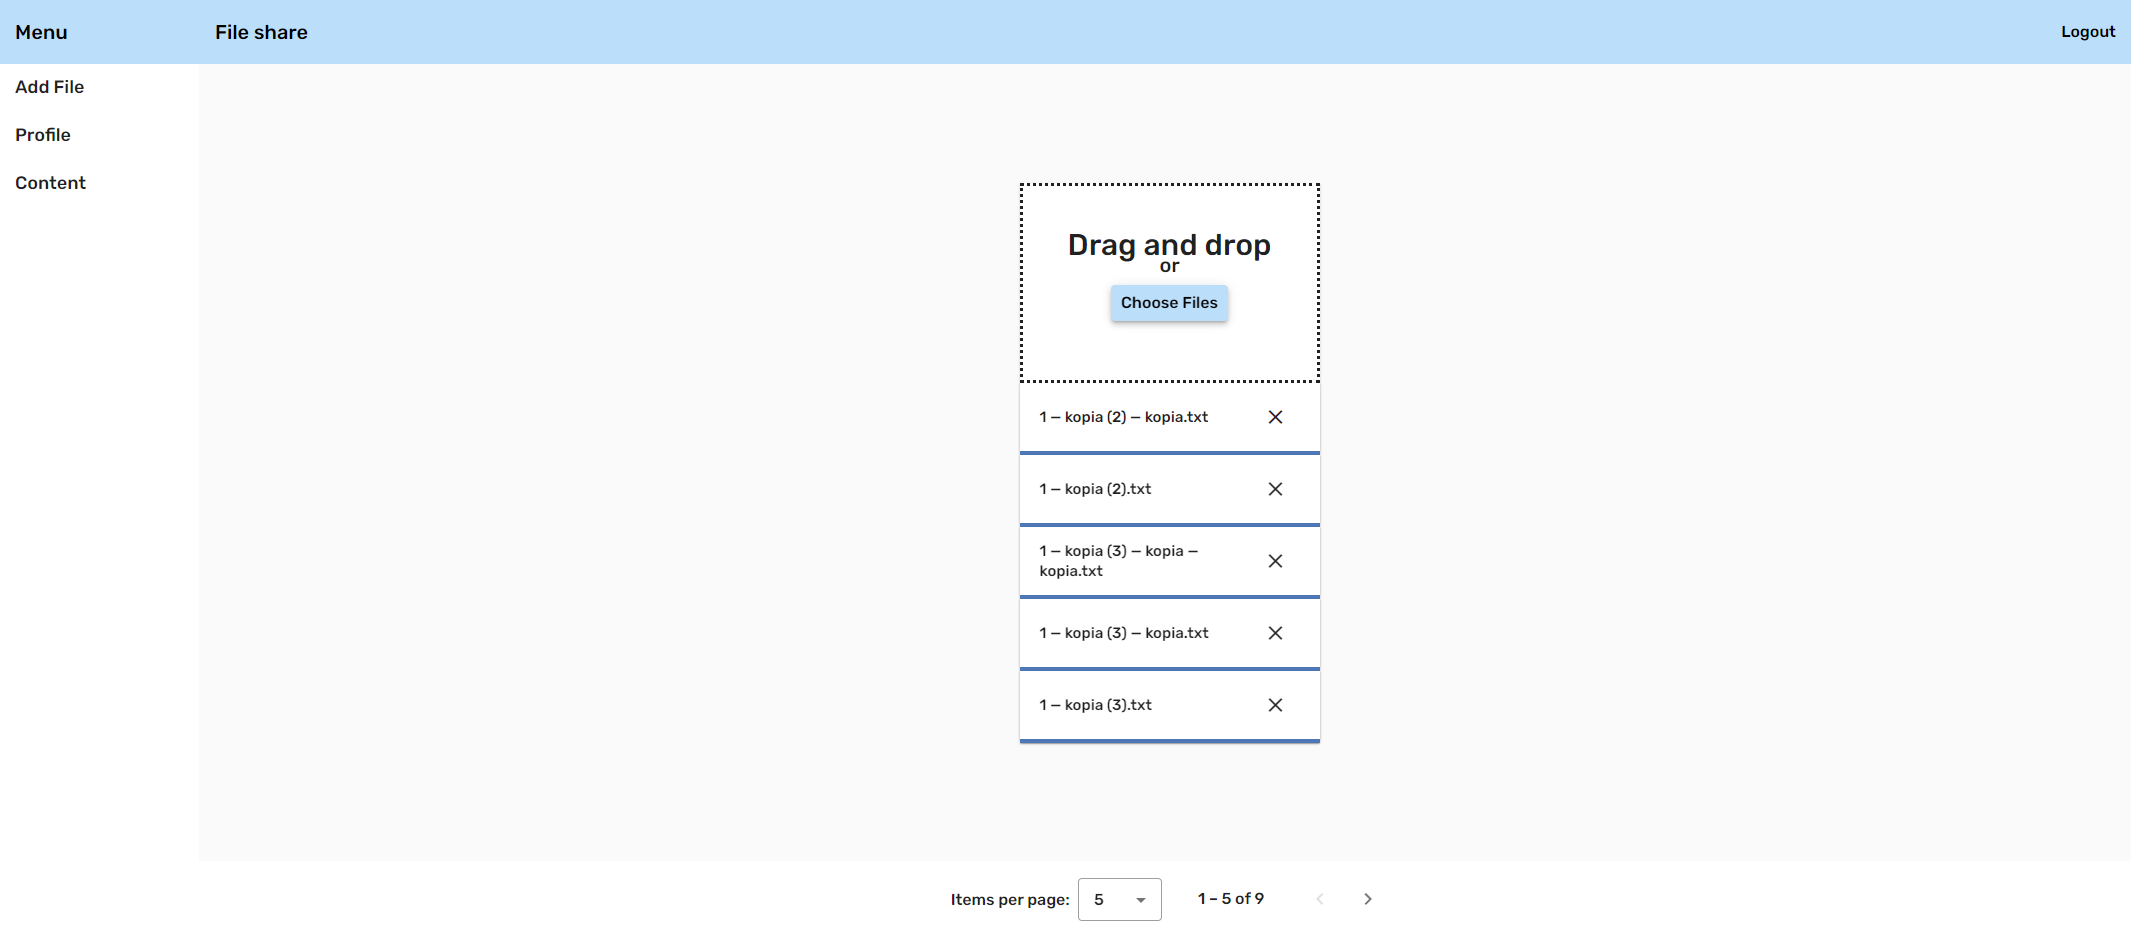 Menu
File share
Logout
Add File
Profile
Content
Drag and drop
or
Choose Files
1 – kopia (2) – kopia.txt
1 – kopia (2).txt
1 – kopia (3) – kopia –
kopia.txt
1 – kopia (3) – kopia.txt
1 – kopia (3).txt
Items per page: 5 1 – 5 of 9